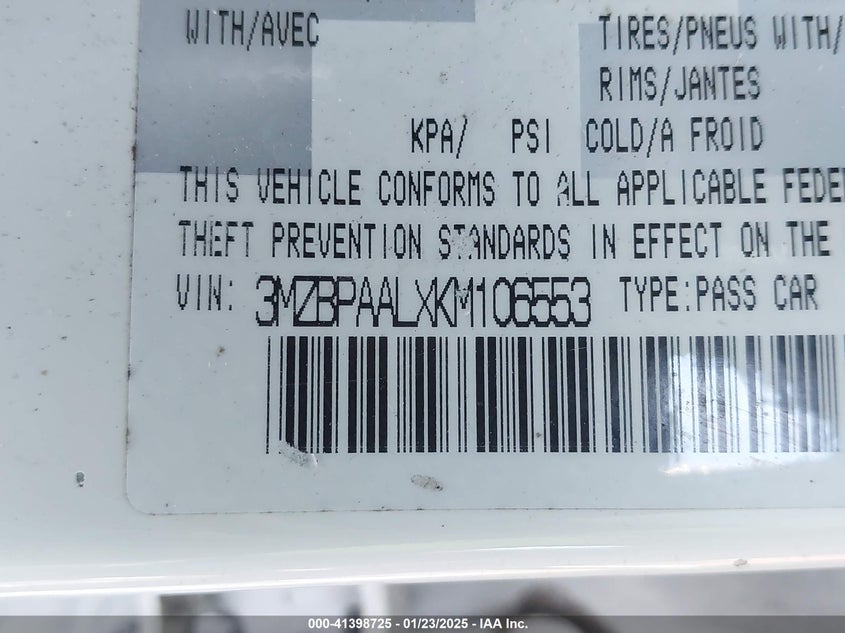 WITH/AVEC TIRES/PNEUS WITH/
RIMS/JANTES
KPA/ PSI COLD/A FROID
THIS VEHICLE CONFORMS TO ALL APPLICABLE FEDE
THEFT PREVENTION STANDARDS IN EFFECT ON THE
VIN: 3MZBPAALXKM106553 TYPE:PASS CAR
000-41398725 - 01/23/2025 - IAA Inc.